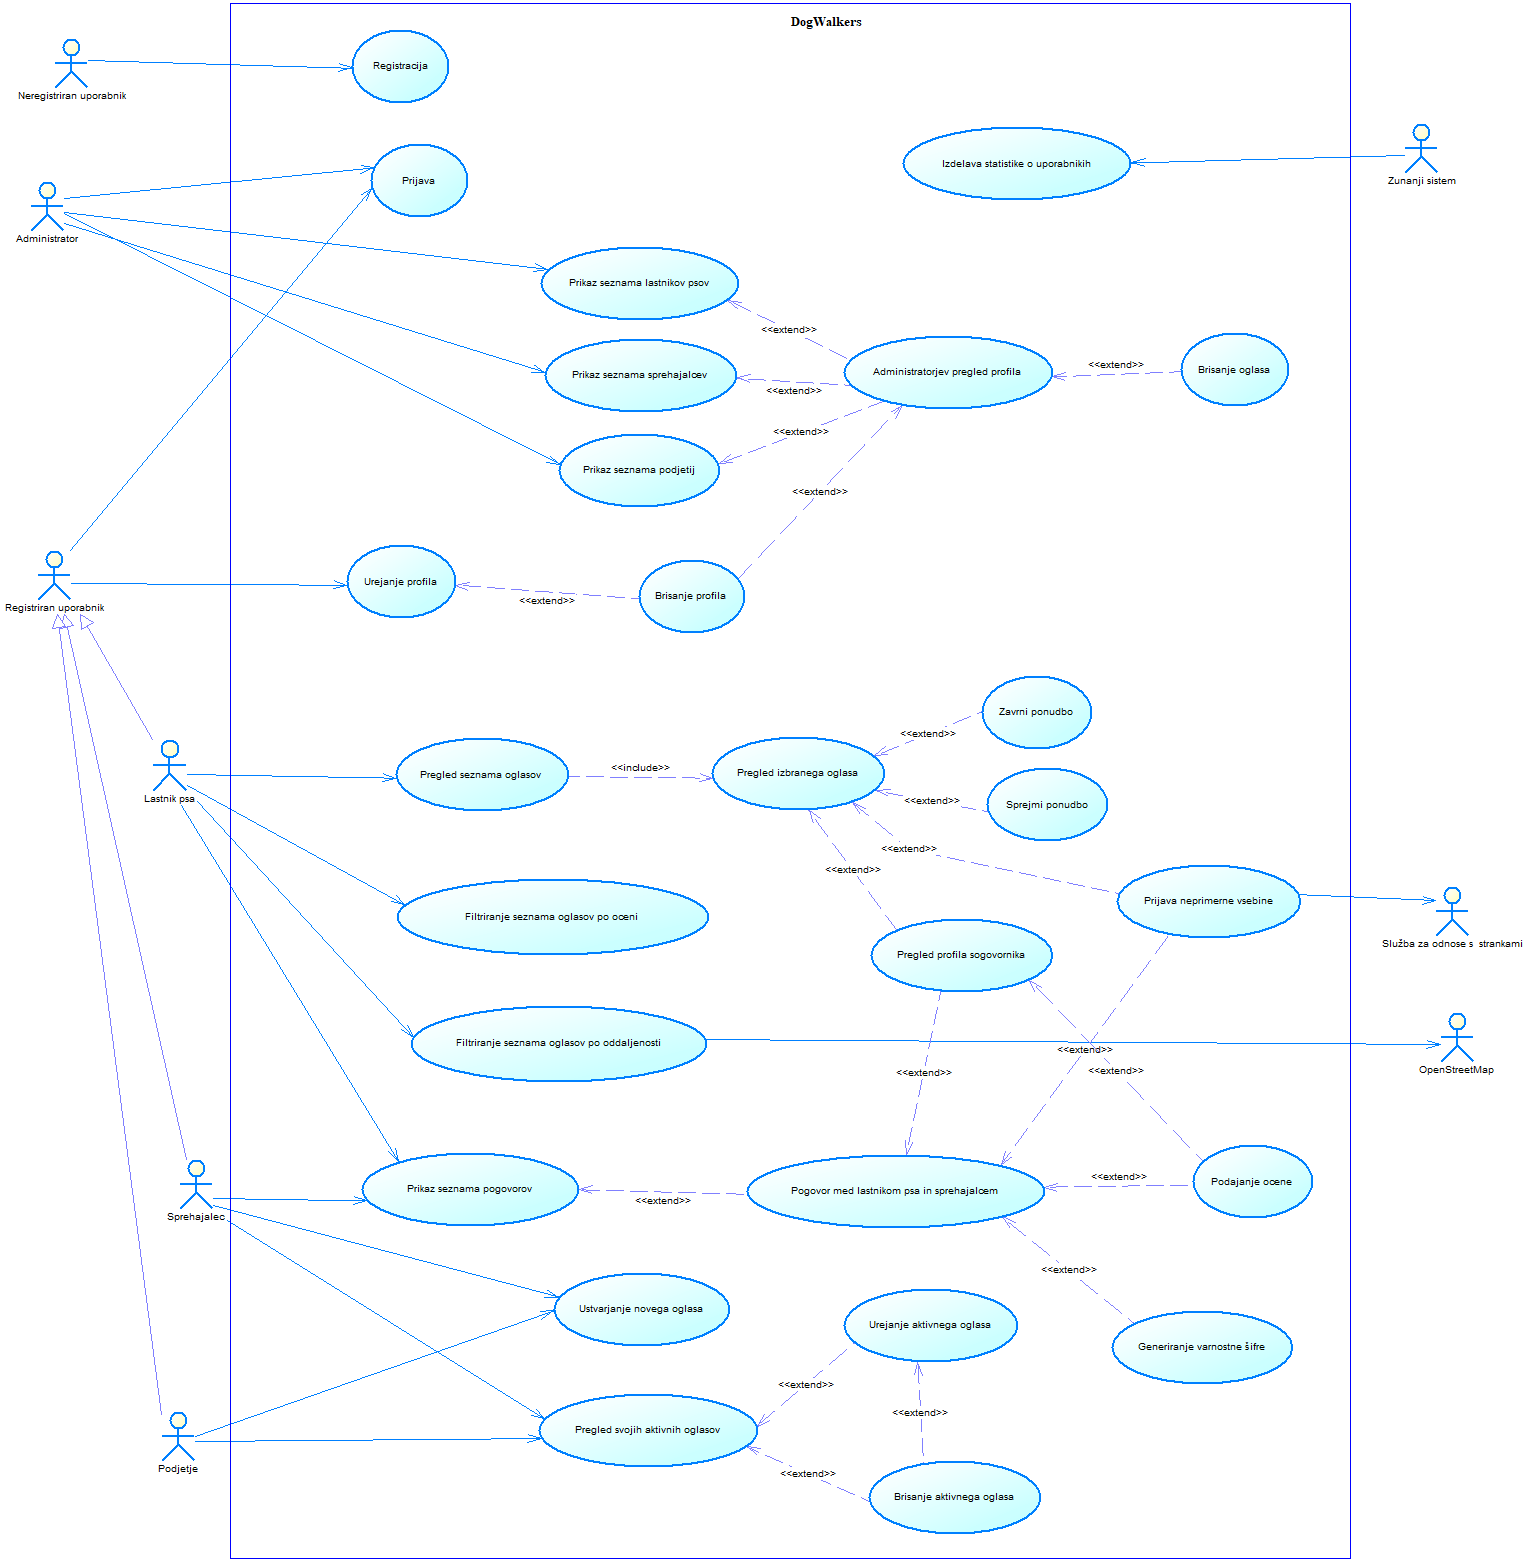 DogWalkers
Registracija
Neregistriran uporabnik
Izdelava statistike o uporabnikih
Zunanji sistem
Prijava
Administrator
Prikaz seznama lastnikov psov
<<extend>>
<<extend>>
Administratorjev pregled profila
Brisanje oglasa
Prikaz seznama sprehajalcev
<<extend>>
<<extend>>
Prikaz seznama podjetij
<<extend>>
Registriran uporabnik
Urejanje profila
<<extend>>
Brisanje profila
Zavrni ponudbo
<<extend>>
Lastnik psa
Pregled seznama oglasov
<<include>>
Pregled izbranega oglasa
<<extend>>
Sprejmi ponudbo
<<extend>>
<<extend>>
Prijava neprimerne vsebine
Filtriranje seznama oglasov po oceni
Služba za odnose s strankami
Pregled profila sogovornika
Filtriranje seznama oglasov po oddaljenosti
<<extend>>
<<extend>>
<<extend>>
OpenStreetMap
Prikaz seznama pogovorov
<<extend>>
Pogovor med lastnikom psa in sprehajalcem
<<extend>>
Podajanje ocene
Sprehajalec
<<extend>>
Ustvarjanje novega oglasa
Urejanje aktivnega oglasa
Generiranje varnostne šifre
<<extend>>
<<extend>>
Pregled svojih aktivnih oglasov
Podjetje
<<extend>>
Brisanje aktivnega oglasa